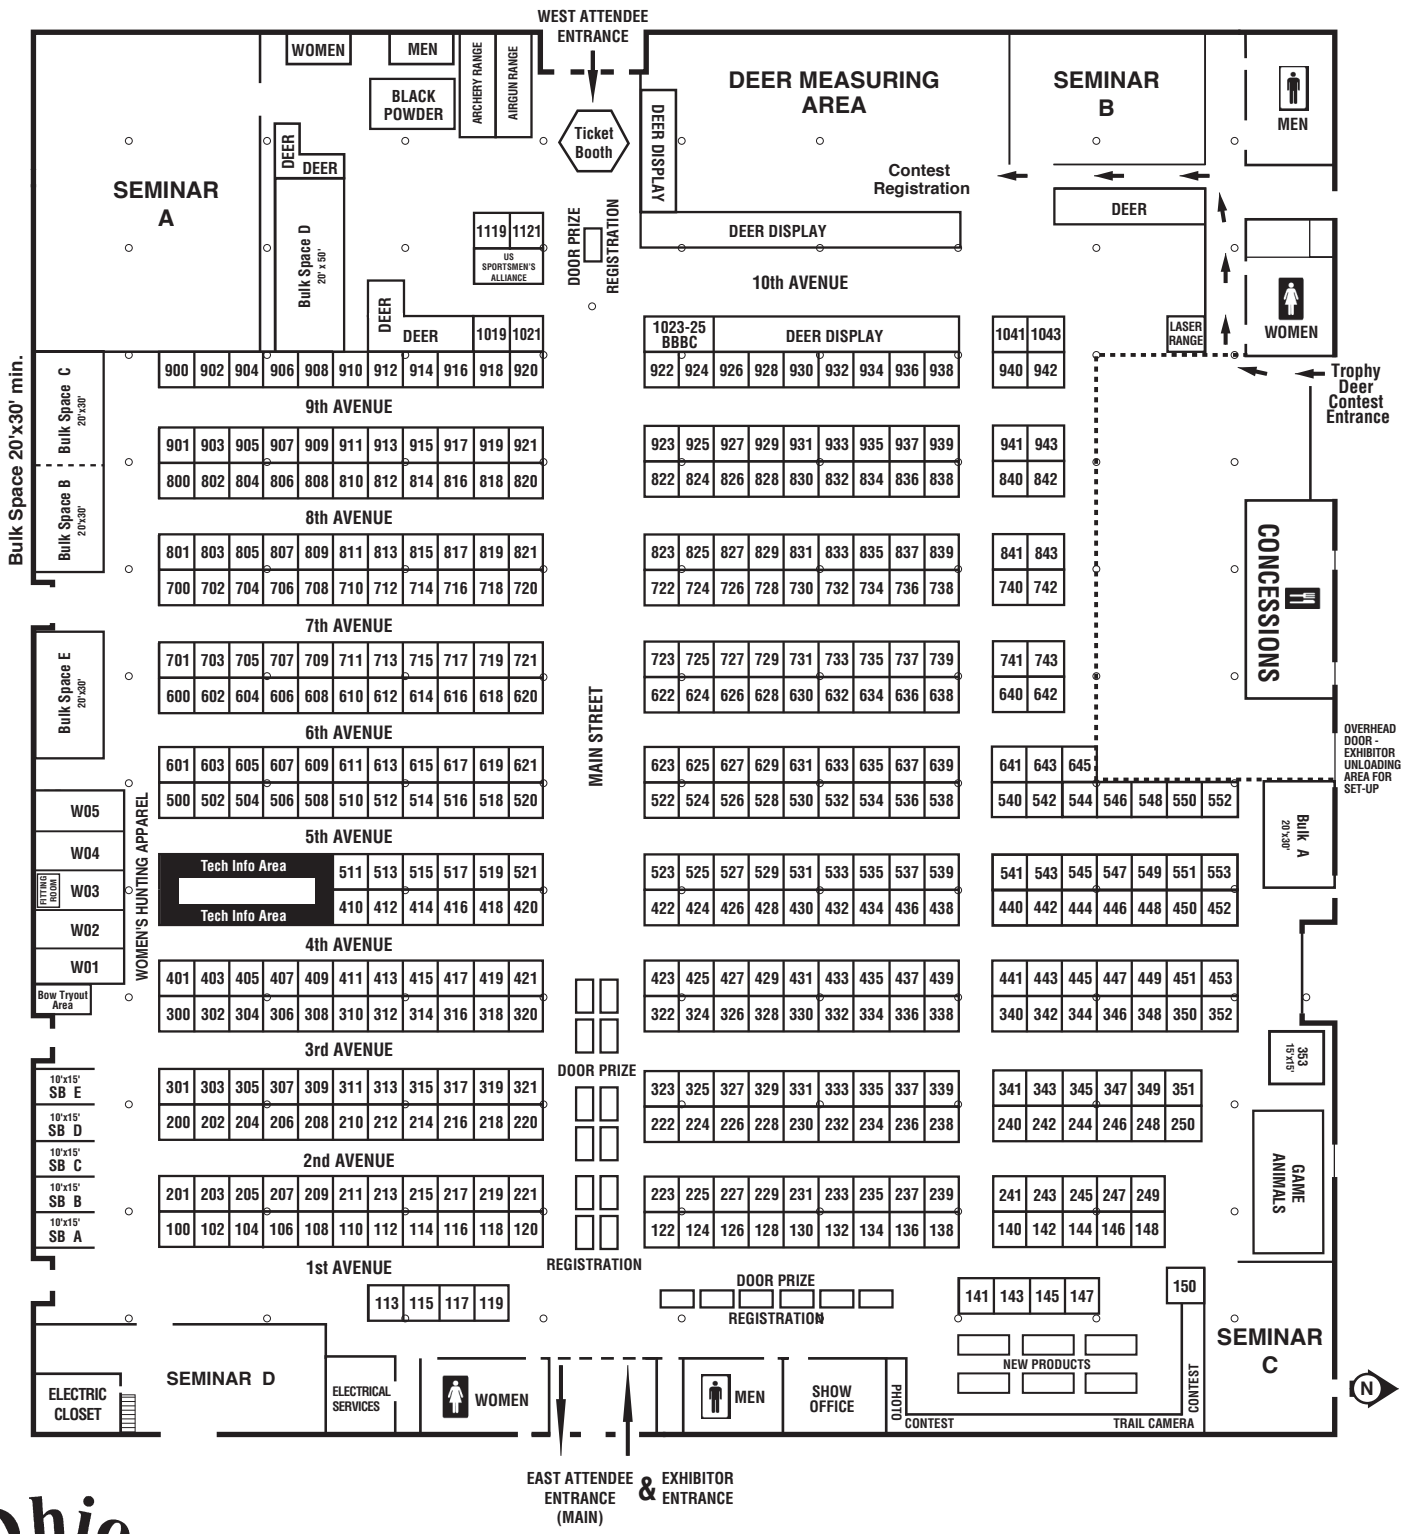 WEST ATTENDEE
ENTRANCE
WOMEN
MEN
ARCHERY RANGE
AIRGUN RANGE
BLACK
POWDER
Ticket
Booth
DEER DISPLAY
DEER MEASURING
AREA
SEMINAR
B
MEN
DEER
DEER
SEMINAR
A
Contest
Registration
DEER
Bulk Space D
20' x 50'
1119 1121
US
SPORTSMEN'S
ALLIANCE
DOOR PRIZE
REGISTRATION
DEER DISPLAY
10th AVENUE
DEER
DEER
1019 1021
1023-25
BBBC
DEER DISPLAY
1041 1043
LASER
RANGE
WOMEN
Trophy
Deer
Contest
Entrance
Bulk Space 20'x30' min.
Bulk Space C
20'x30'
Bulk Space B
20'x30'
900 902 904 906 908 910 912 914 916 918 920
922 924 926 928 930 932 934 936 938
940 942
9th AVENUE
901 903 905 907 909 911 913 915 917 919 921
923 925 927 929 931 933 935 937 939
941 943
800 802 804 806 808 810 812 814 816 818 820
822 824 826 828 830 832 834 836 838
840 842
8th AVENUE
801 803 805 807 809 811 813 815 817 819 821
823 825 827 829 831 833 835 837 839
841 843
700 702 704 706 708 710 712 714 716 718 720
722 724 726 728 730 732 734 736 738
740 742
CONCESSIONS
7th AVENUE
Bulk Space E
20'x30'
701 703 705 707 709 711 713 715 717 719 721
723 725 727 729 731 733 735 737 739
741 743
600 602 604 606 608 610 612 614 616 618 620
622 624 626 628 630 632 634 636 638
640 642
MAIN STREET
6th AVENUE
OVERHEAD
DOOR -
EXHIBITOR
UNLOADING
AREA FOR
SET-UP
601 603 605 607 609 611 613 615 617 619 621
623 625 627 629 631 633 635 637 639
641 643 645
500 502 504 506 508 510 512 514 516 518 520
522 524 526 528 530 532 534 536 538
540 542 544 546 548 550 552
Bulk A
20'x30'
5th AVENUE
W05
W04
FITTING
ROOM
W03
W02
W01
WOMEN'S HUNTING APPAREL
Bow Tryout
Area
Tech Info Area
Tech Info Area
511 513 515 517 519 521
523 525 527 529 531 533 535 537 539
541 543 545 547 549 551 553
410 412 414 416 418 420
422 424 426 428 430 432 434 436 438
440 442 444 446 448 450 452
4th AVENUE
401 403 405 407 409 411 413 415 417 419 421
423 425 427 429 431 433 435 437 439
441 443 445 447 449 451 453
300 302 304 306 308 310 312 314 316 318 320
322 324 326 328 330 332 334 336 338
340 342 344 346 348 350 352
353
15'x15'
3rd AVENUE
DOOR PRIZE
10'x15'
SB E
10'x15'
SB D
10'x15'
SB C
10'x15'
SB B
10'x15'
SB A
301 303 305 307 309 311 313 315 317 319 321
323 325 327 329 331 333 335 337 339
341 343 345 347 349 351
200 202 204 206 208 210 212 214 216 218 220
222 224 226 228 230 232 234 236 238
240 242 244 246 248 250
GAME
ANIMALS
2nd AVENUE
201 203 205 207 209 211 213 215 217 219 221
223 225 227 229 231 233 235 237 239
241 243 245 247 249
100 102 104 106 108 110 112 114 116 118 120
122 124 126 128 130 132 134 136 138
140 142 144 146 148
REGISTRATION
1st AVENUE
113 115 117 119
DOOR PRIZE
REGISTRATION
141 143 145 147
150
NEW PRODUCTS
SEMINAR
C
SEMINAR D
ELECTRIC
CLOSET
ELECTRICAL
SERVICES
WOMEN
MEN
SHOW
OFFICE
PHOTO
CONTEST
TRAIL CAMERA
CONTEST
N
EAST ATTENDEE
ENTRANCE
(MAIN)
&
EXHIBITOR
ENTRANCE
Ohio